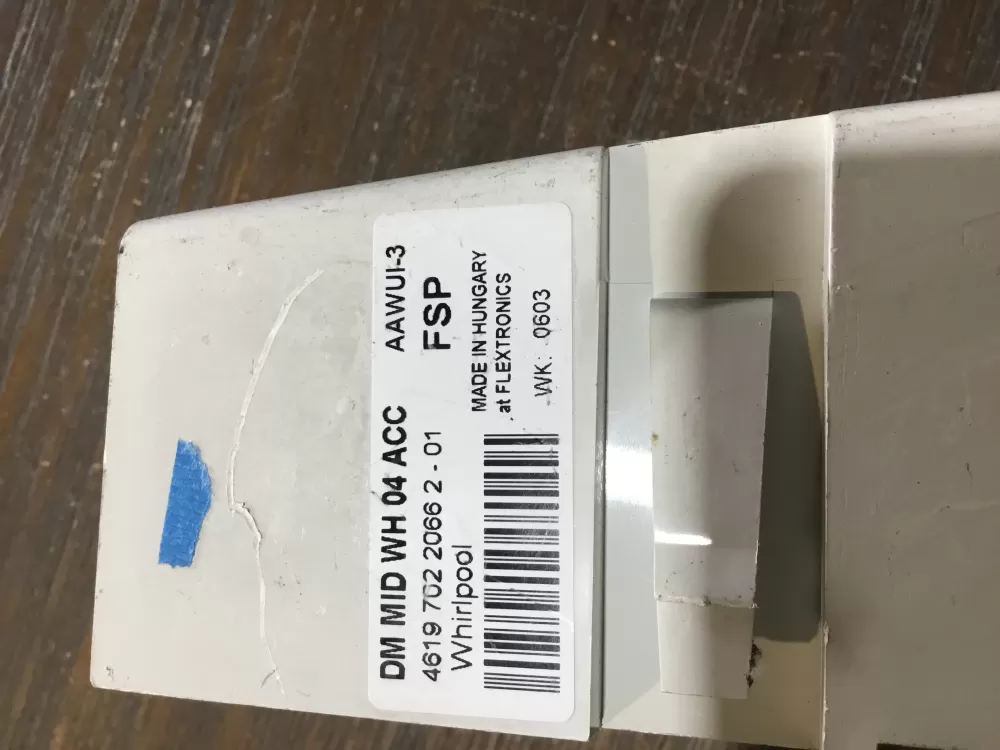 DM MID WH 04 ACC AAWUI-3
4619 702 2066 2 - 01 FSP
Whirlpool
MADE IN HUNGARY
at FLEXTRONICS
WK: 0603